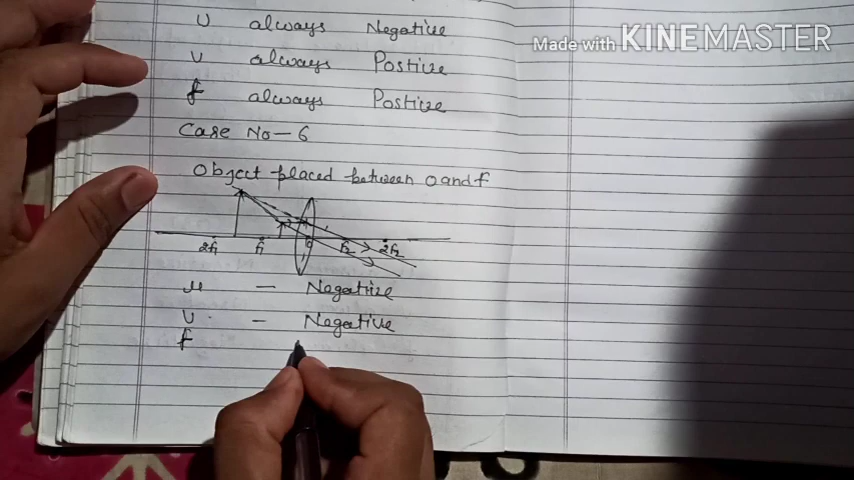 Made with KINEMASTER
U always Negative
v always Postive
f always Postive
Case No-6
Object placed between O and f
2f1 f1 O f2 2f2
u - Negative
v - Negative
f